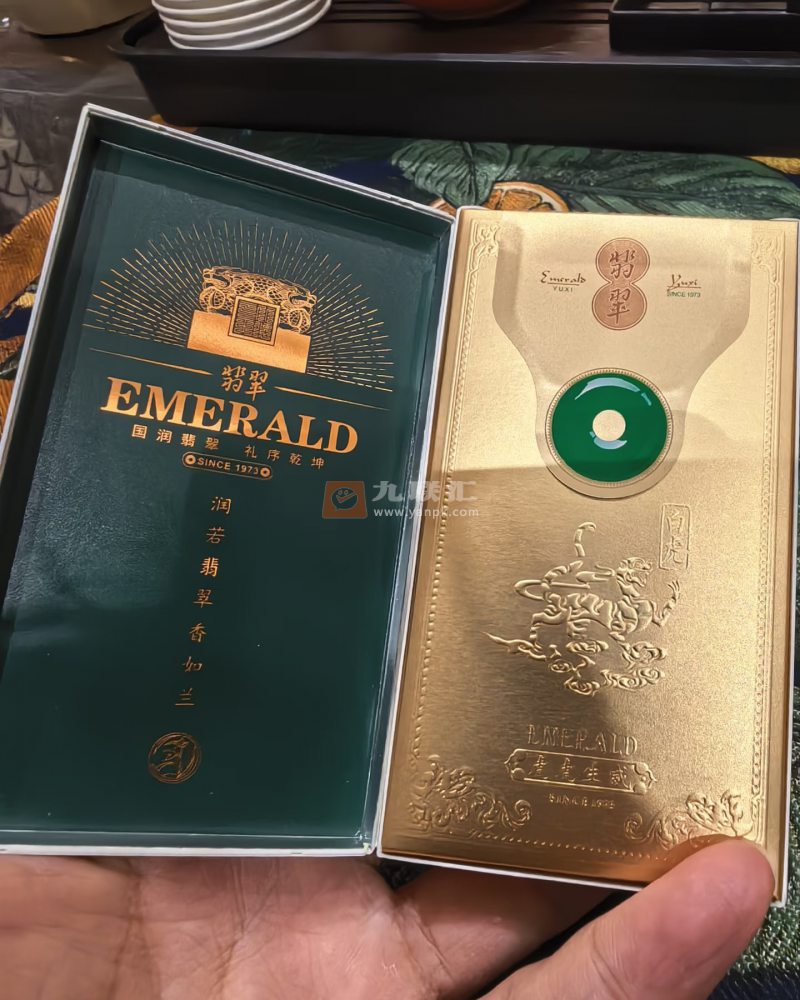 翡翠
EMERALD
国润翡翠 礼序乾坤
SINCE 1973
润若翡翠香如兰
Emerald
YUXI
翡翠
Yuxi
SINCE 1973
九联汇
www.yanpk.com
白虎
EMERALD
虎虎生威
SINCE 1973